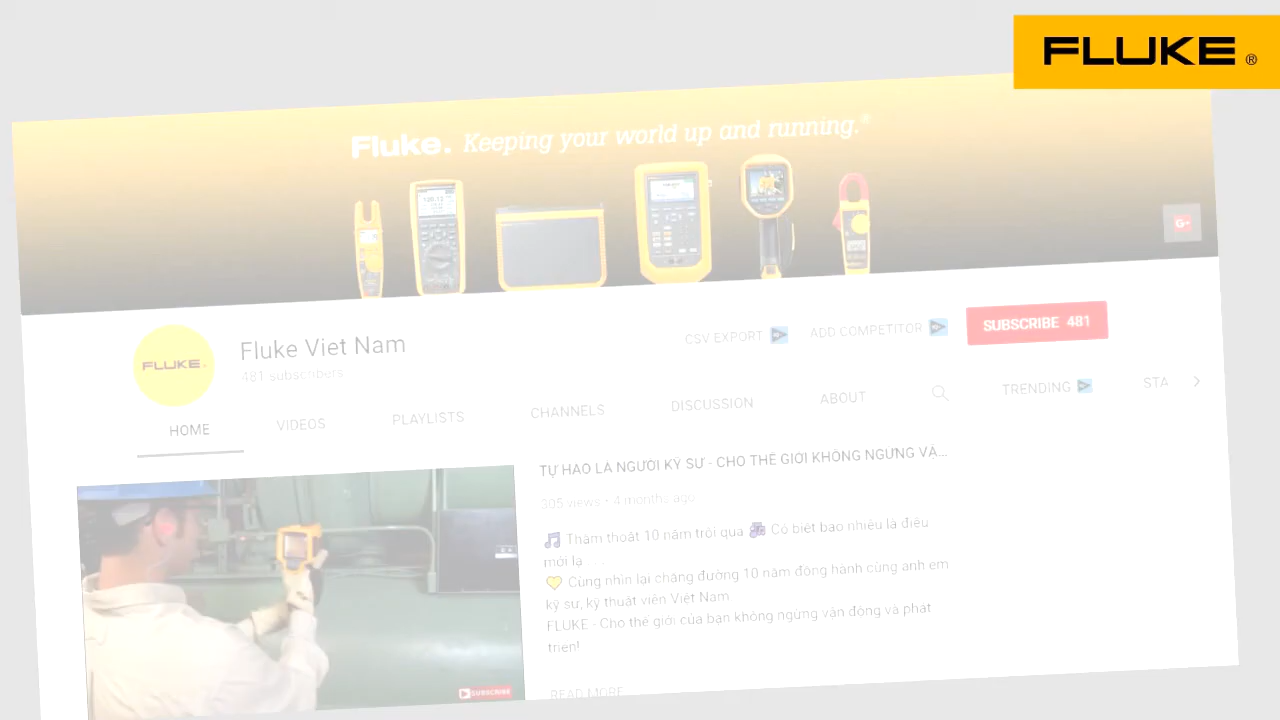 FLUKE ®
Fluke. Keeping your world up and running.®
G+
FLUKE
Fluke Viet Nam
481 subscribers
CSV EXPORT
ADD COMPETITOR
SUBSCRIBE 481
HOME
VIDEOS
PLAYLISTS
CHANNELS
DISCUSSION
ABOUT
TRENDING
STA
TỰ HÀO LÀ NGƯỜI KỸ SƯ - CHO THẾ GIỚI KHÔNG NGỪNG VẬ...
305 views • 4 months ago
Thấm thoát 10 năm trôi qua 🎶 Có biết bao nhiêu là điều
mới lạ . . .
💛 Cùng nhìn lại chặng đường 10 năm đồng hành cùng anh em
kỹ sư, kỹ thuật viên Việt Nam
FLUKE - Cho thế giới của bạn không ngừng vận động và phát
triển!
READ MORE
SUBSCRIBE